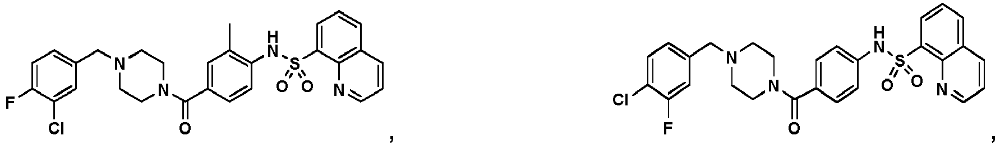 H
N
N S
N O O N
F
Cl O ,
H
N
N S
N O O N
Cl
F O ,